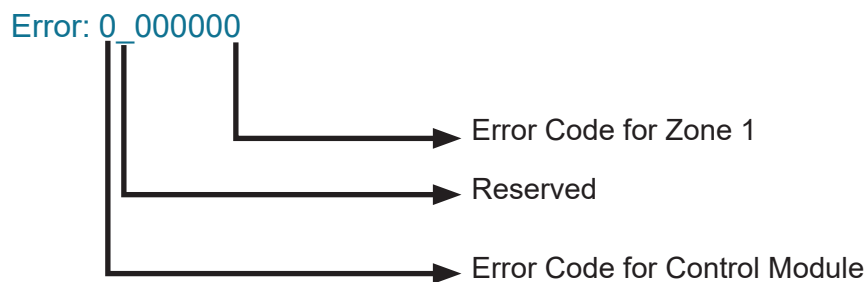 Error: 0_000000
Error Code for Zone 1
Reserved
Error Code for Control Module